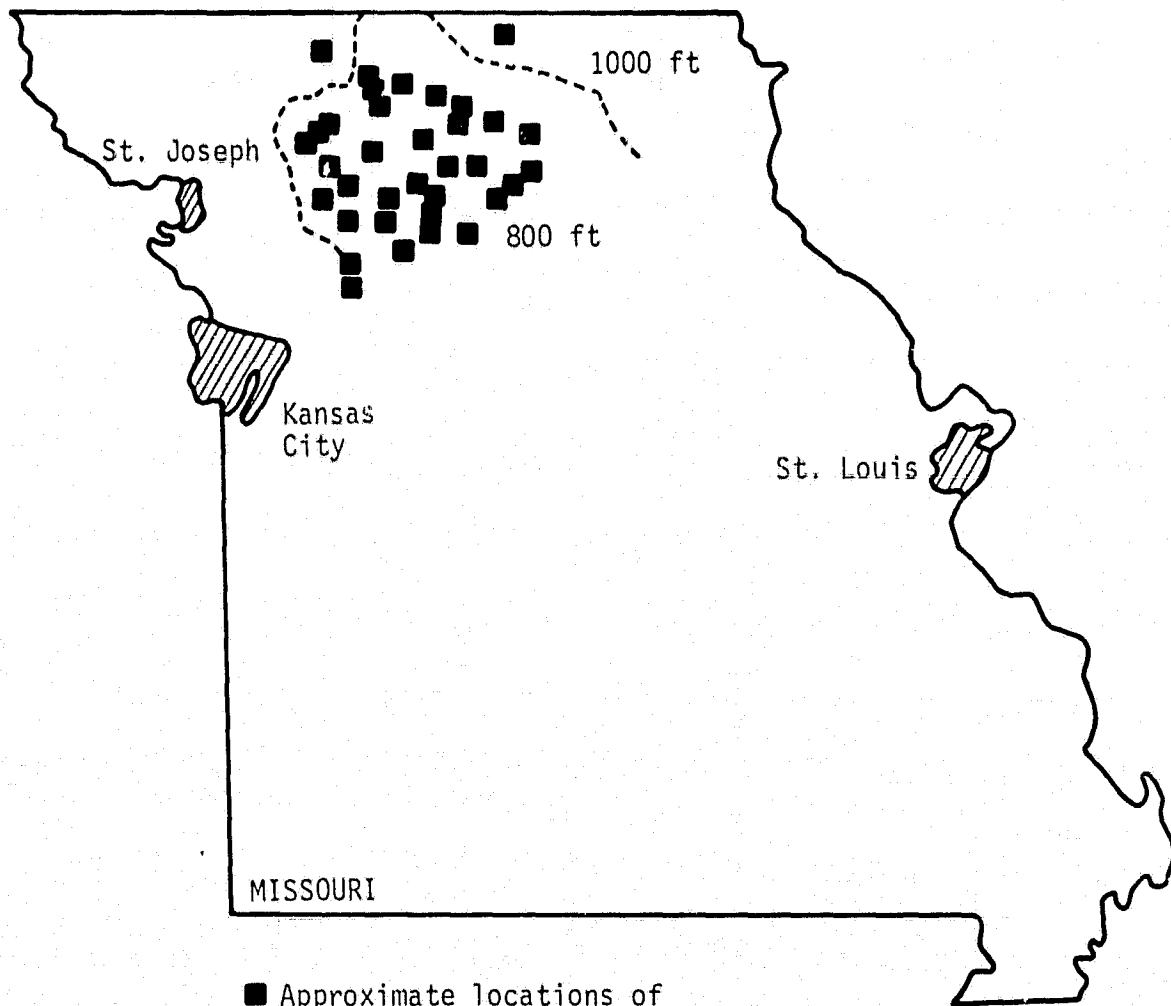 1000 ft
St. Joseph
800 ft
Kansas
City
St. Louis
MISSOURI
■ Approximate locations of